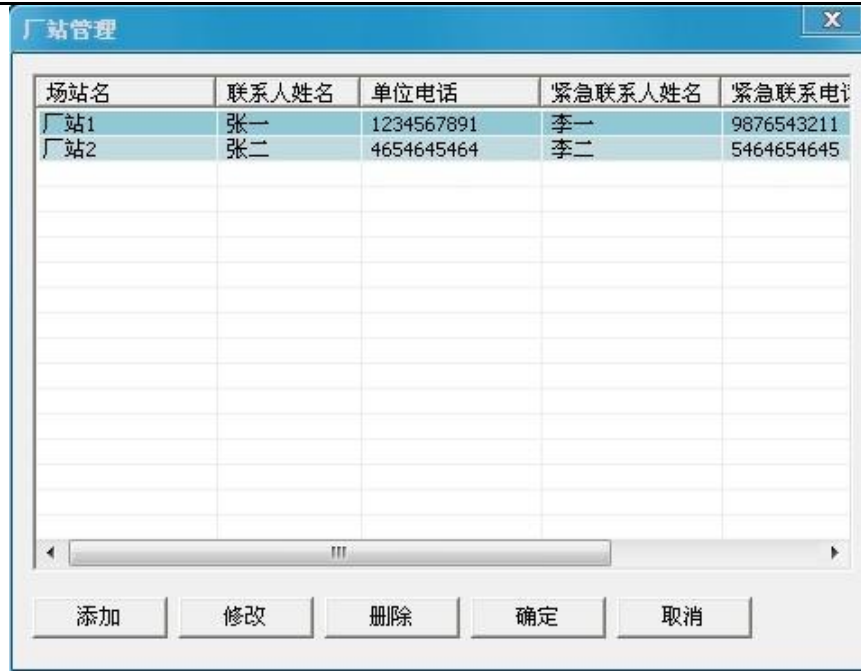 厂站管理
场站名 联系人姓名 单位电话 紧急联系人姓名 紧急联系电
厂站1 张一 1234567891 李一 9876543211
厂站2 张二 4654645464 李二 5464654645
添加 修改 删除 确定 取消